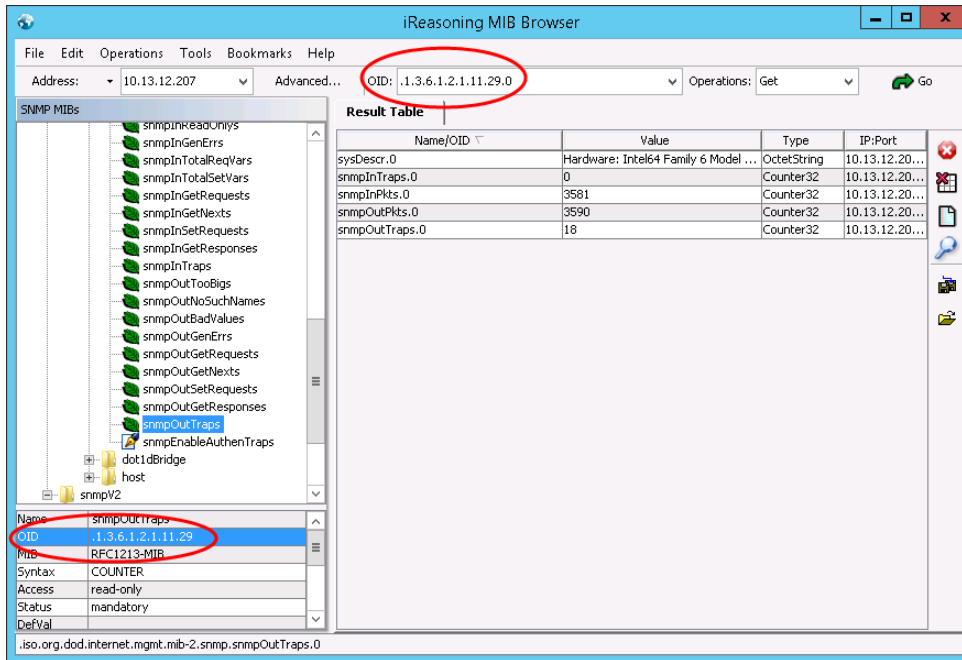 iReasoning MIB Browser
File Edit Operations Tools Bookmarks Help
Address: 10.13.12.207 Advanced... OID: .1.3.6.1.2.1.11.29.0 Operations: Get Go
SNMP MIBs
snmpInReadOnlys
snmpInGenErrs
snmpInTotalReqVars
snmpInTotalSetVars
snmpInGetRequests
snmpInGetNexts
snmpInSetRequests
snmpInGetResponses
snmpInTraps
snmpOutTooBigs
snmpOutNoSuchNames
snmpOutBadValues
snmpOutGenErrs
snmpOutGetRequests
snmpOutGetNexts
snmpOutSetRequests
snmpOutGetResponses
snmpOutTraps
snmpEnableAuthenTraps
dot1dBridge
host
snmpV2
Name snmpOutTraps
OID .1.3.6.1.2.1.11.29
MIB RFC1213-MIB
Syntax COUNTER
Access read-only
Status mandatory
DefVal
Result Table
Name/OID Value Type IP:Port
sysDescr.0 Hardware: Intel64 Family 6 Model ... OctetString 10.13.12.20...
snmpInTraps.0 0 Counter32 10.13.12.20...
snmpInPkts.0 3581 Counter32 10.13.12.20...
snmpOutPkts.0 3590 Counter32 10.13.12.20...
snmpOutTraps.0 18 Counter32 10.13.12.20...
.iso.org.dod.internet.mgmt.mib-2.snmp.snmpOutTraps.0